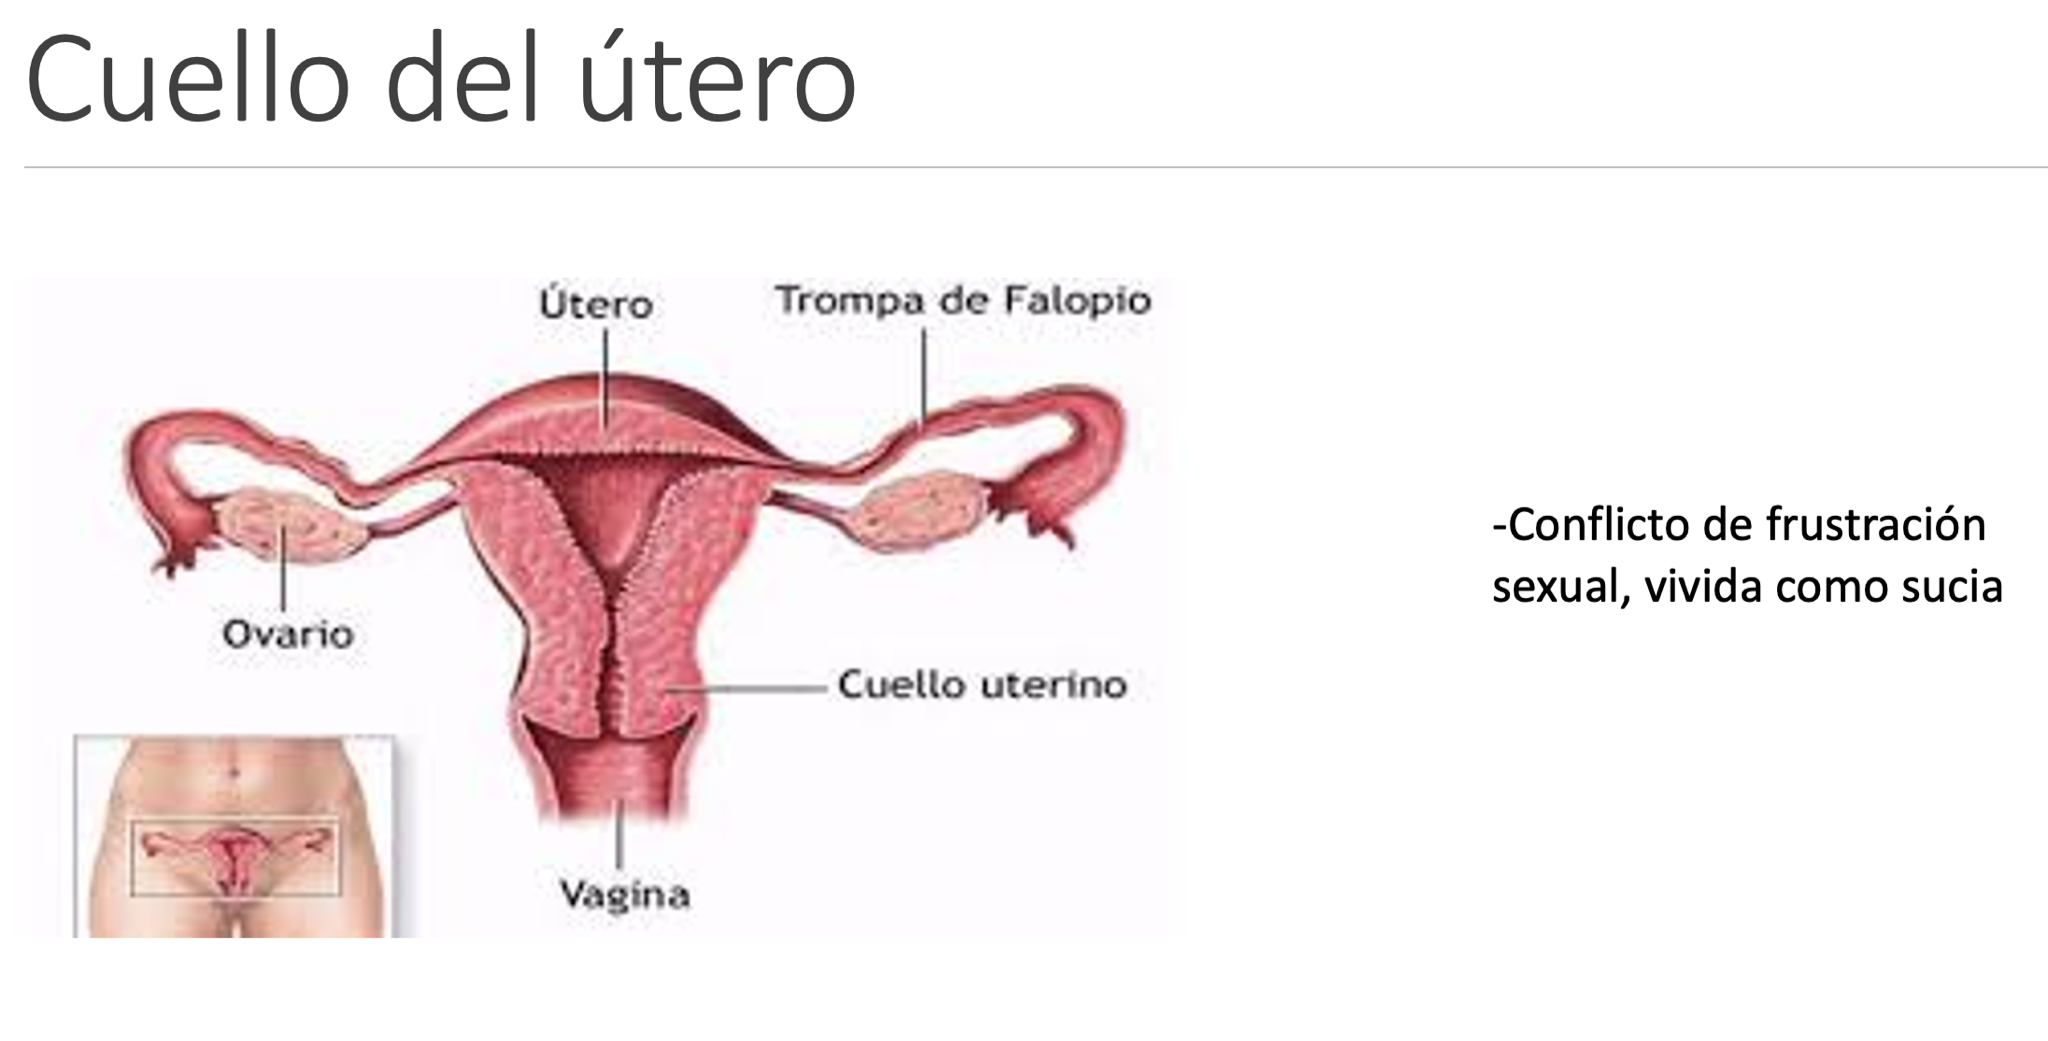 Cuello del útero
Útero
Trompa de Falopio
-Conflicto de frustración
sexual, vivida como sucia
Ovario
Cuello uterino
Vagina